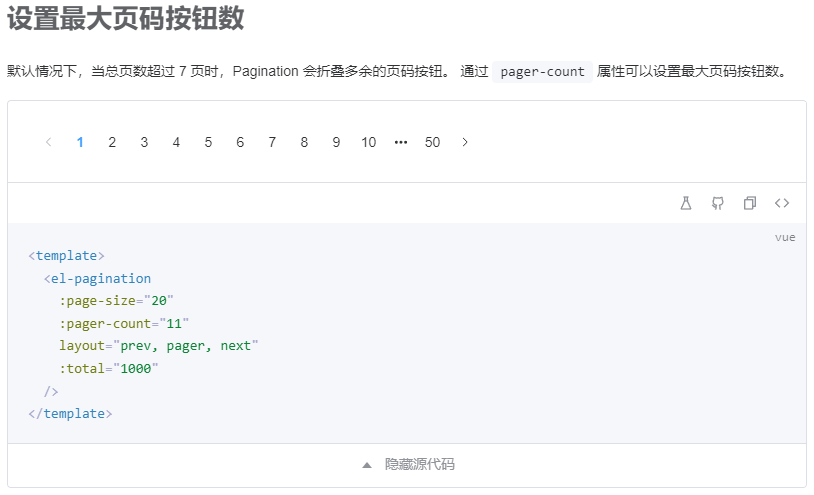 设置最大页码按钮数
默认情况下，当总页数超过 7 页时，Pagination 会折叠多余的页码按钮。 通过 pager-count 属性可以设置最大页码按钮数。
1 2 3 4 5 6 7 8 9 10 ••• 50
vue
<template>
  <el-pagination
    :page-size="20"
    :pager-count="11"
    layout="prev, pager, next"
    :total="1000"
  />
</template>
隐藏源代码